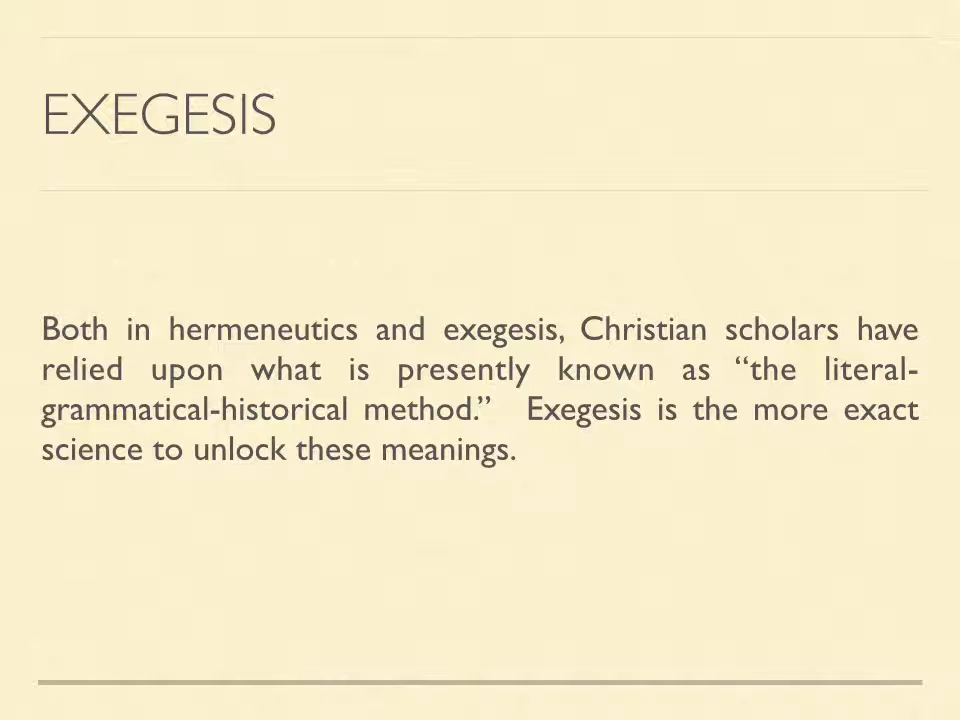 EXEGESIS
Both in hermeneutics and exegesis, Christian scholars have
relied upon what is presently known as “the literal-
grammatical-historical method.”  Exegesis is the more exact
science to unlock these meanings.